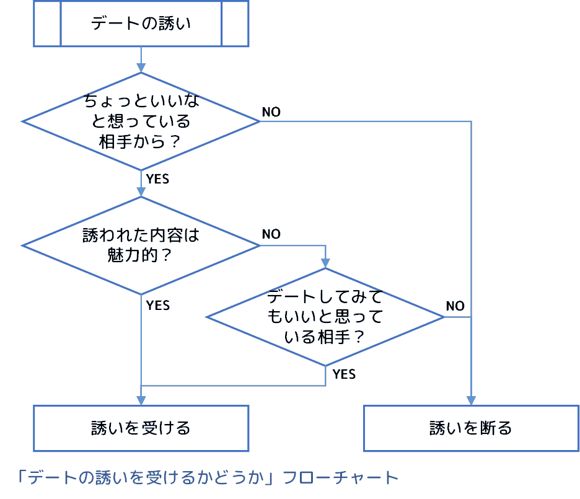 デートの誘い
ちょっといいな
と想っている
相手から？
NO
YES
誘われた内容は
魅力的？
NO
YES
デートしてみて
もいいと思って
いる相手？
NO
YES
誘いを受ける
誘いを断る
「デートの誘いを受けるかどうか」フローチャート